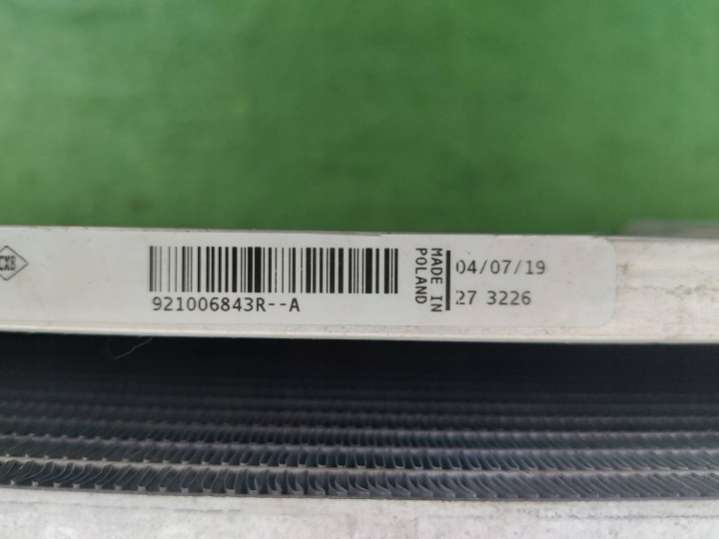 921006843R--A
MADE IN
POLAND
04/07/19
27 3226